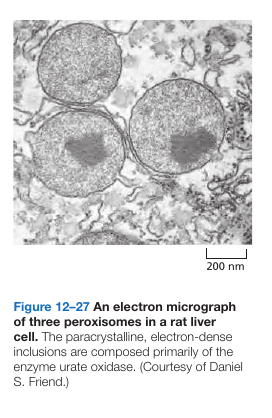 200 nm
Figure 12–27 An electron micrograph
of three peroxisomes in a rat liver
cell. The paracrystalline, electron-dense
inclusions are composed primarily of the
enzyme urate oxidase. (Courtesy of Daniel
S. Friend.)